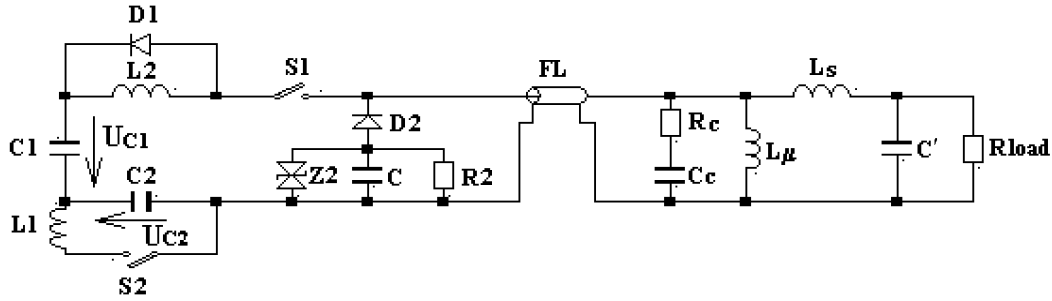 D1
L2
S1
FL
Ls
C1
UC1
D2
Rc
Lμ
C'
Rload
C2
Z2
C
R2
Cc
L1
UC2
S2